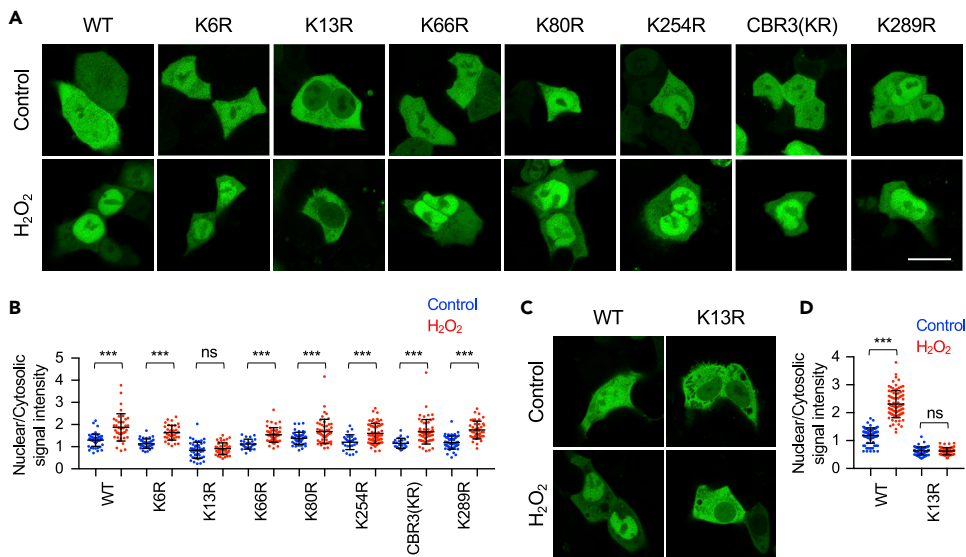 A
WT K6R K13R K66R K80R K254R CBR3(KR) K289R
Control
H₂O₂
B
Control
H₂O₂
*** *** ns *** *** *** *** ***
Nuclear/Cytosolic
signal intensity
5
4
3
2
1
0
WT K6R K13R K66R K80R K254R CBR3(KR) K289R
C
WT K13R
Control
H₂O₂
D
Control
H₂O₂
***
ns
Nuclear/Cytosolic
signal intensity
4
3
2
1
0
WT K13R